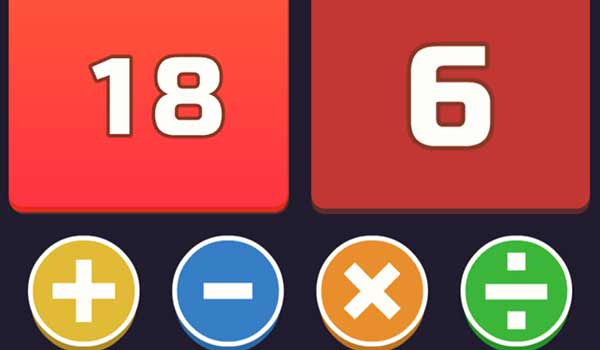 18 6
+ − × ÷